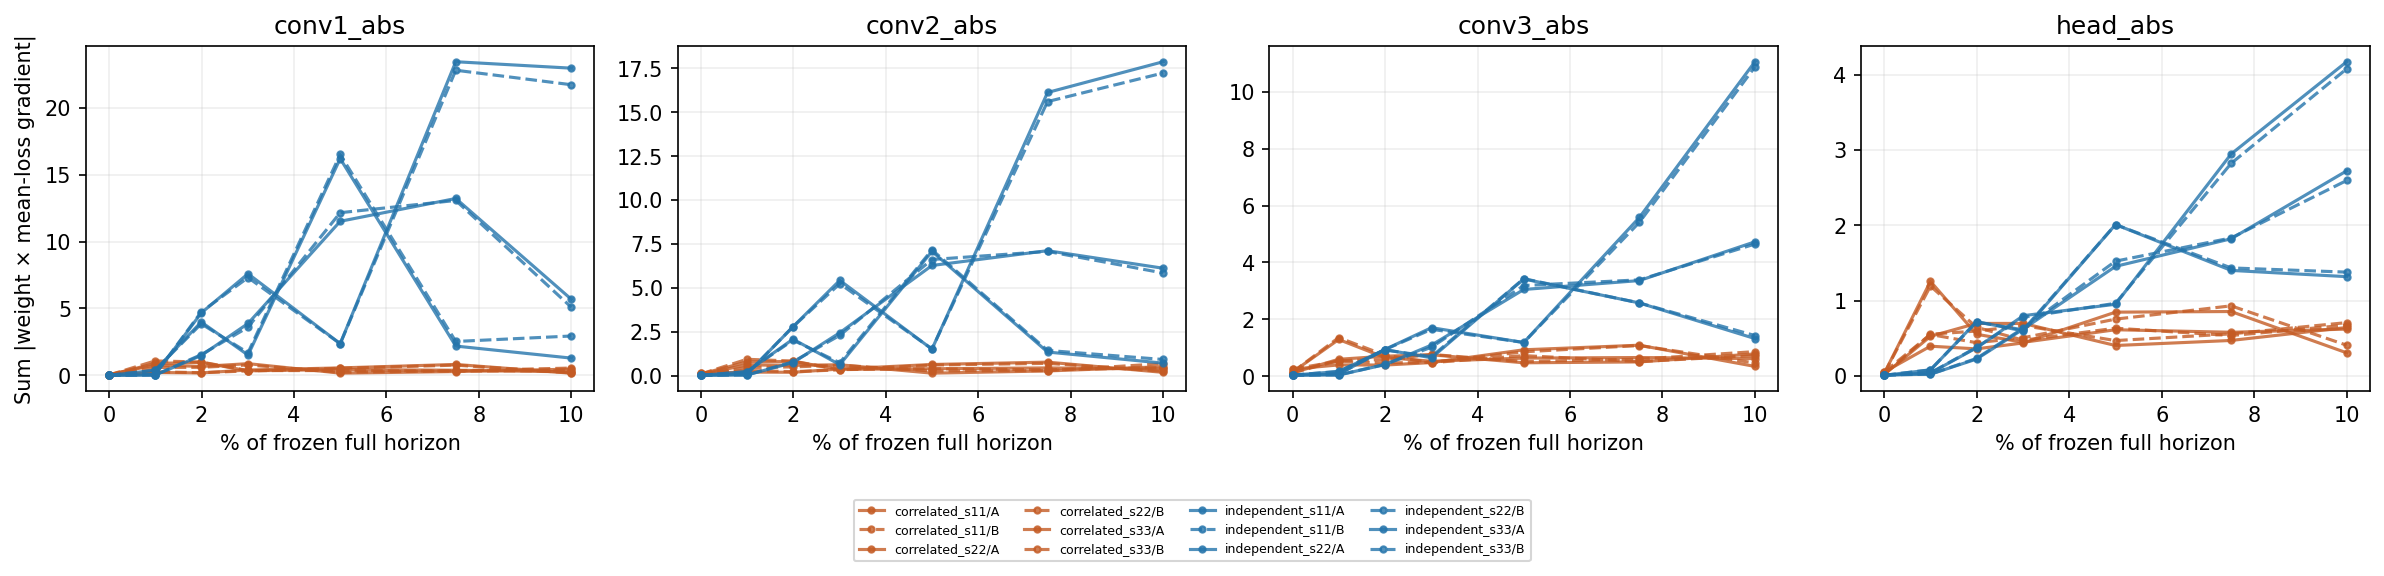 conv1_abs
conv2_abs
conv3_abs
head_abs
Sum |weight × mean-loss gradient|
20
15
10
5
0
0 2 4 6 8 10
% of frozen full horizon
17.5
15.0
12.5
10.0
7.5
5.0
2.5
0.0
0 2 4 6 8 10
% of frozen full horizon
10
8
6
4
2
0
0 2 4 6 8 10
% of frozen full horizon
4
3
2
1
0
0 2 4 6 8 10
% of frozen full horizon
correlated_s11/A
correlated_s11/B
correlated_s22/A
correlated_s22/B
correlated_s33/A
correlated_s33/B
independent_s11/A
independent_s11/B
independent_s22/A
independent_s22/B
independent_s33/A
independent_s33/B